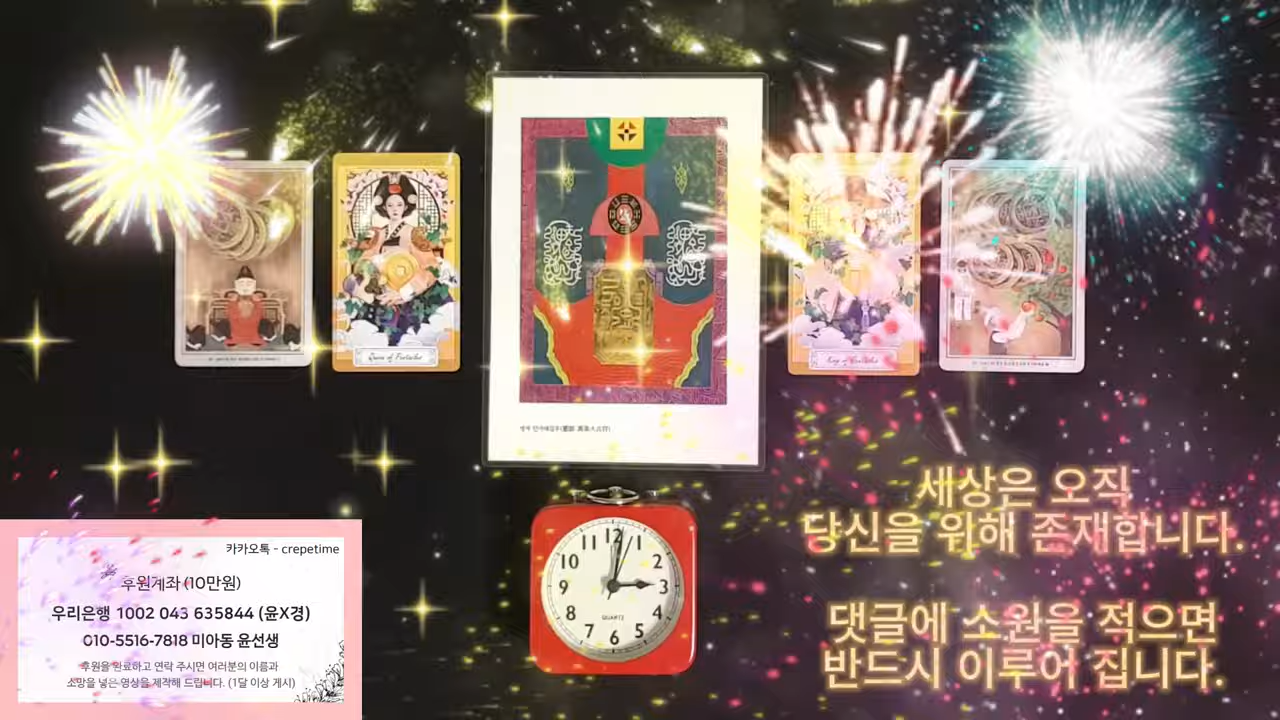 Queen of Pentacles
King of Pentacles
11 12 1
10 2
9 3
8 4
7 6 5
QUARTZ
세상은 오직
당신을 위해 존재합니다.
댓글에 소원을 적으면
반드시 이루어 집니다.
카카오톡 - crepetime
후원계좌 (10만원)
우리은행 1002 043 635844 (윤X경)
010-5516-7818 미아동 윤선생
후원을 완료하고 연락 주시면 여러분의 이름과
소망을 넣은 영상을 제작해 드립니다. (1달 이상 게시)